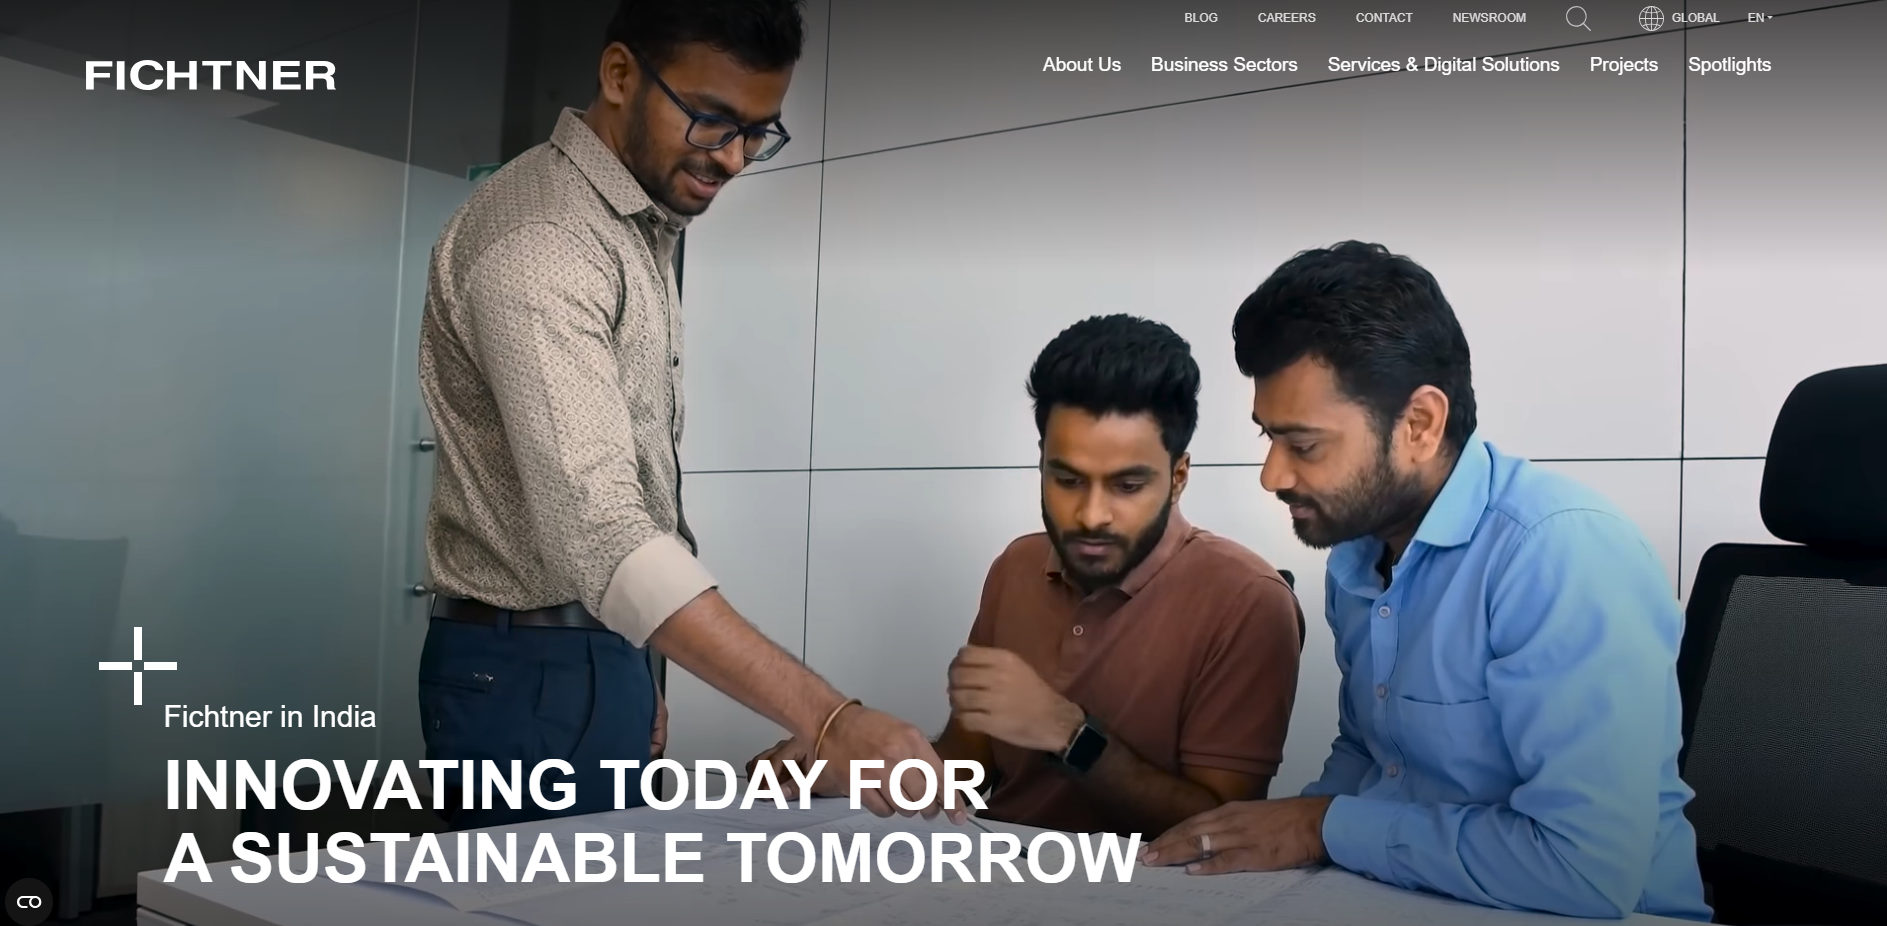 BLOG CAREERS CONTACT NEWSROOM GLOBAL EN
FICHTNER
About Us Business Sectors Services & Digital Solutions Projects Spotlights
Fichtner in India
INNOVATING TODAY FOR
A SUSTAINABLE TOMORROW